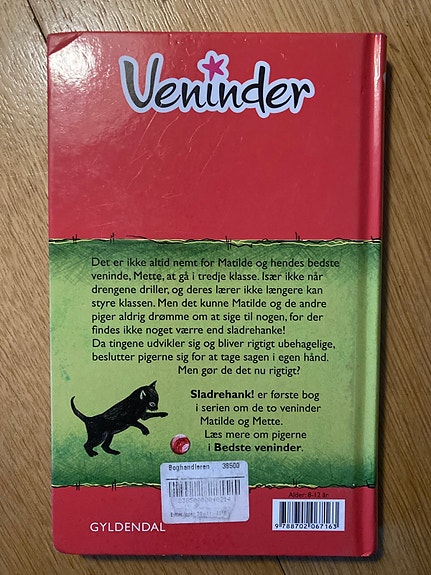 Veninder
Det er ikke altid nemt for Matilde og hendes bedste
veninde, Mette, at gå i tredje klasse. Især ikke når
drengene driller, og deres lærer ikke længere kan
styre klassen. Men det kunne Matilde og de andre
piger aldrig drømme om at sige til nogen, for der
findes ikke noget værre end sladrehanke!
Da tingene udvikler sig og bliver rigtigt ubehagelige,
beslutter pigerne sig for at tage sagen i egen hånd.
Men gør de det nu rigtigt?
Sladrehank! er første bog
i serien om de to veninder
Matilde og Mette.
Læs mere om pigerne
i Bedste veninder.
Boghandleren 38500
GYLDENDAL
Alder: 8-12 år
9 788702 067163